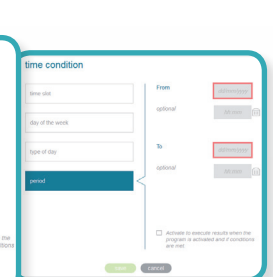 time condition
time slot
day of the week
type of day
period
From
dd/mm/yyyy
optional
hh:mm
To
dd/mm/yyyy
optional
hh:mm
Activate to execute results when the
program is activated and if conditions
are met.
save
cancel
the
ditions